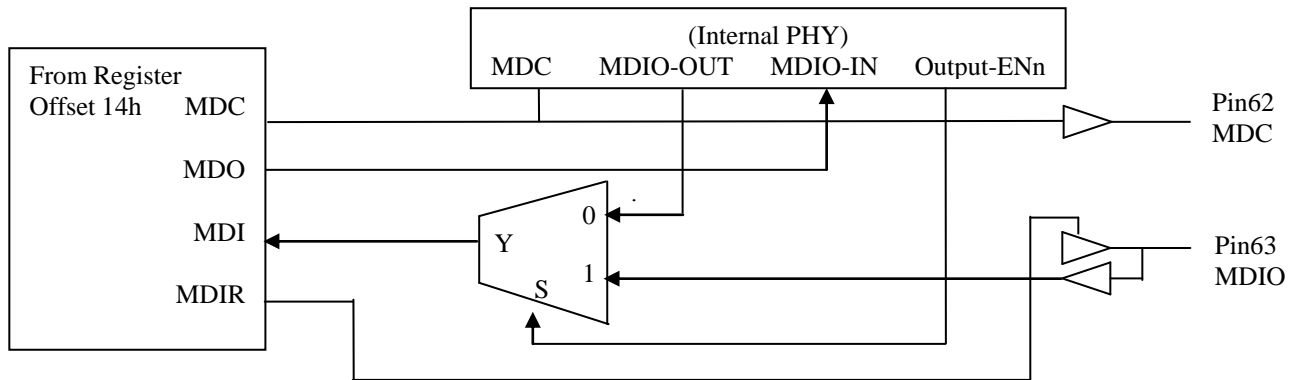 (Internal PHY)
MDC MDIO-OUT MDIO-IN Output-ENn
From Register
Offset 14h
MDC
MDO
MDI
MDIR
Y
0
1
S
Pin62
MDC
Pin63
MDIO